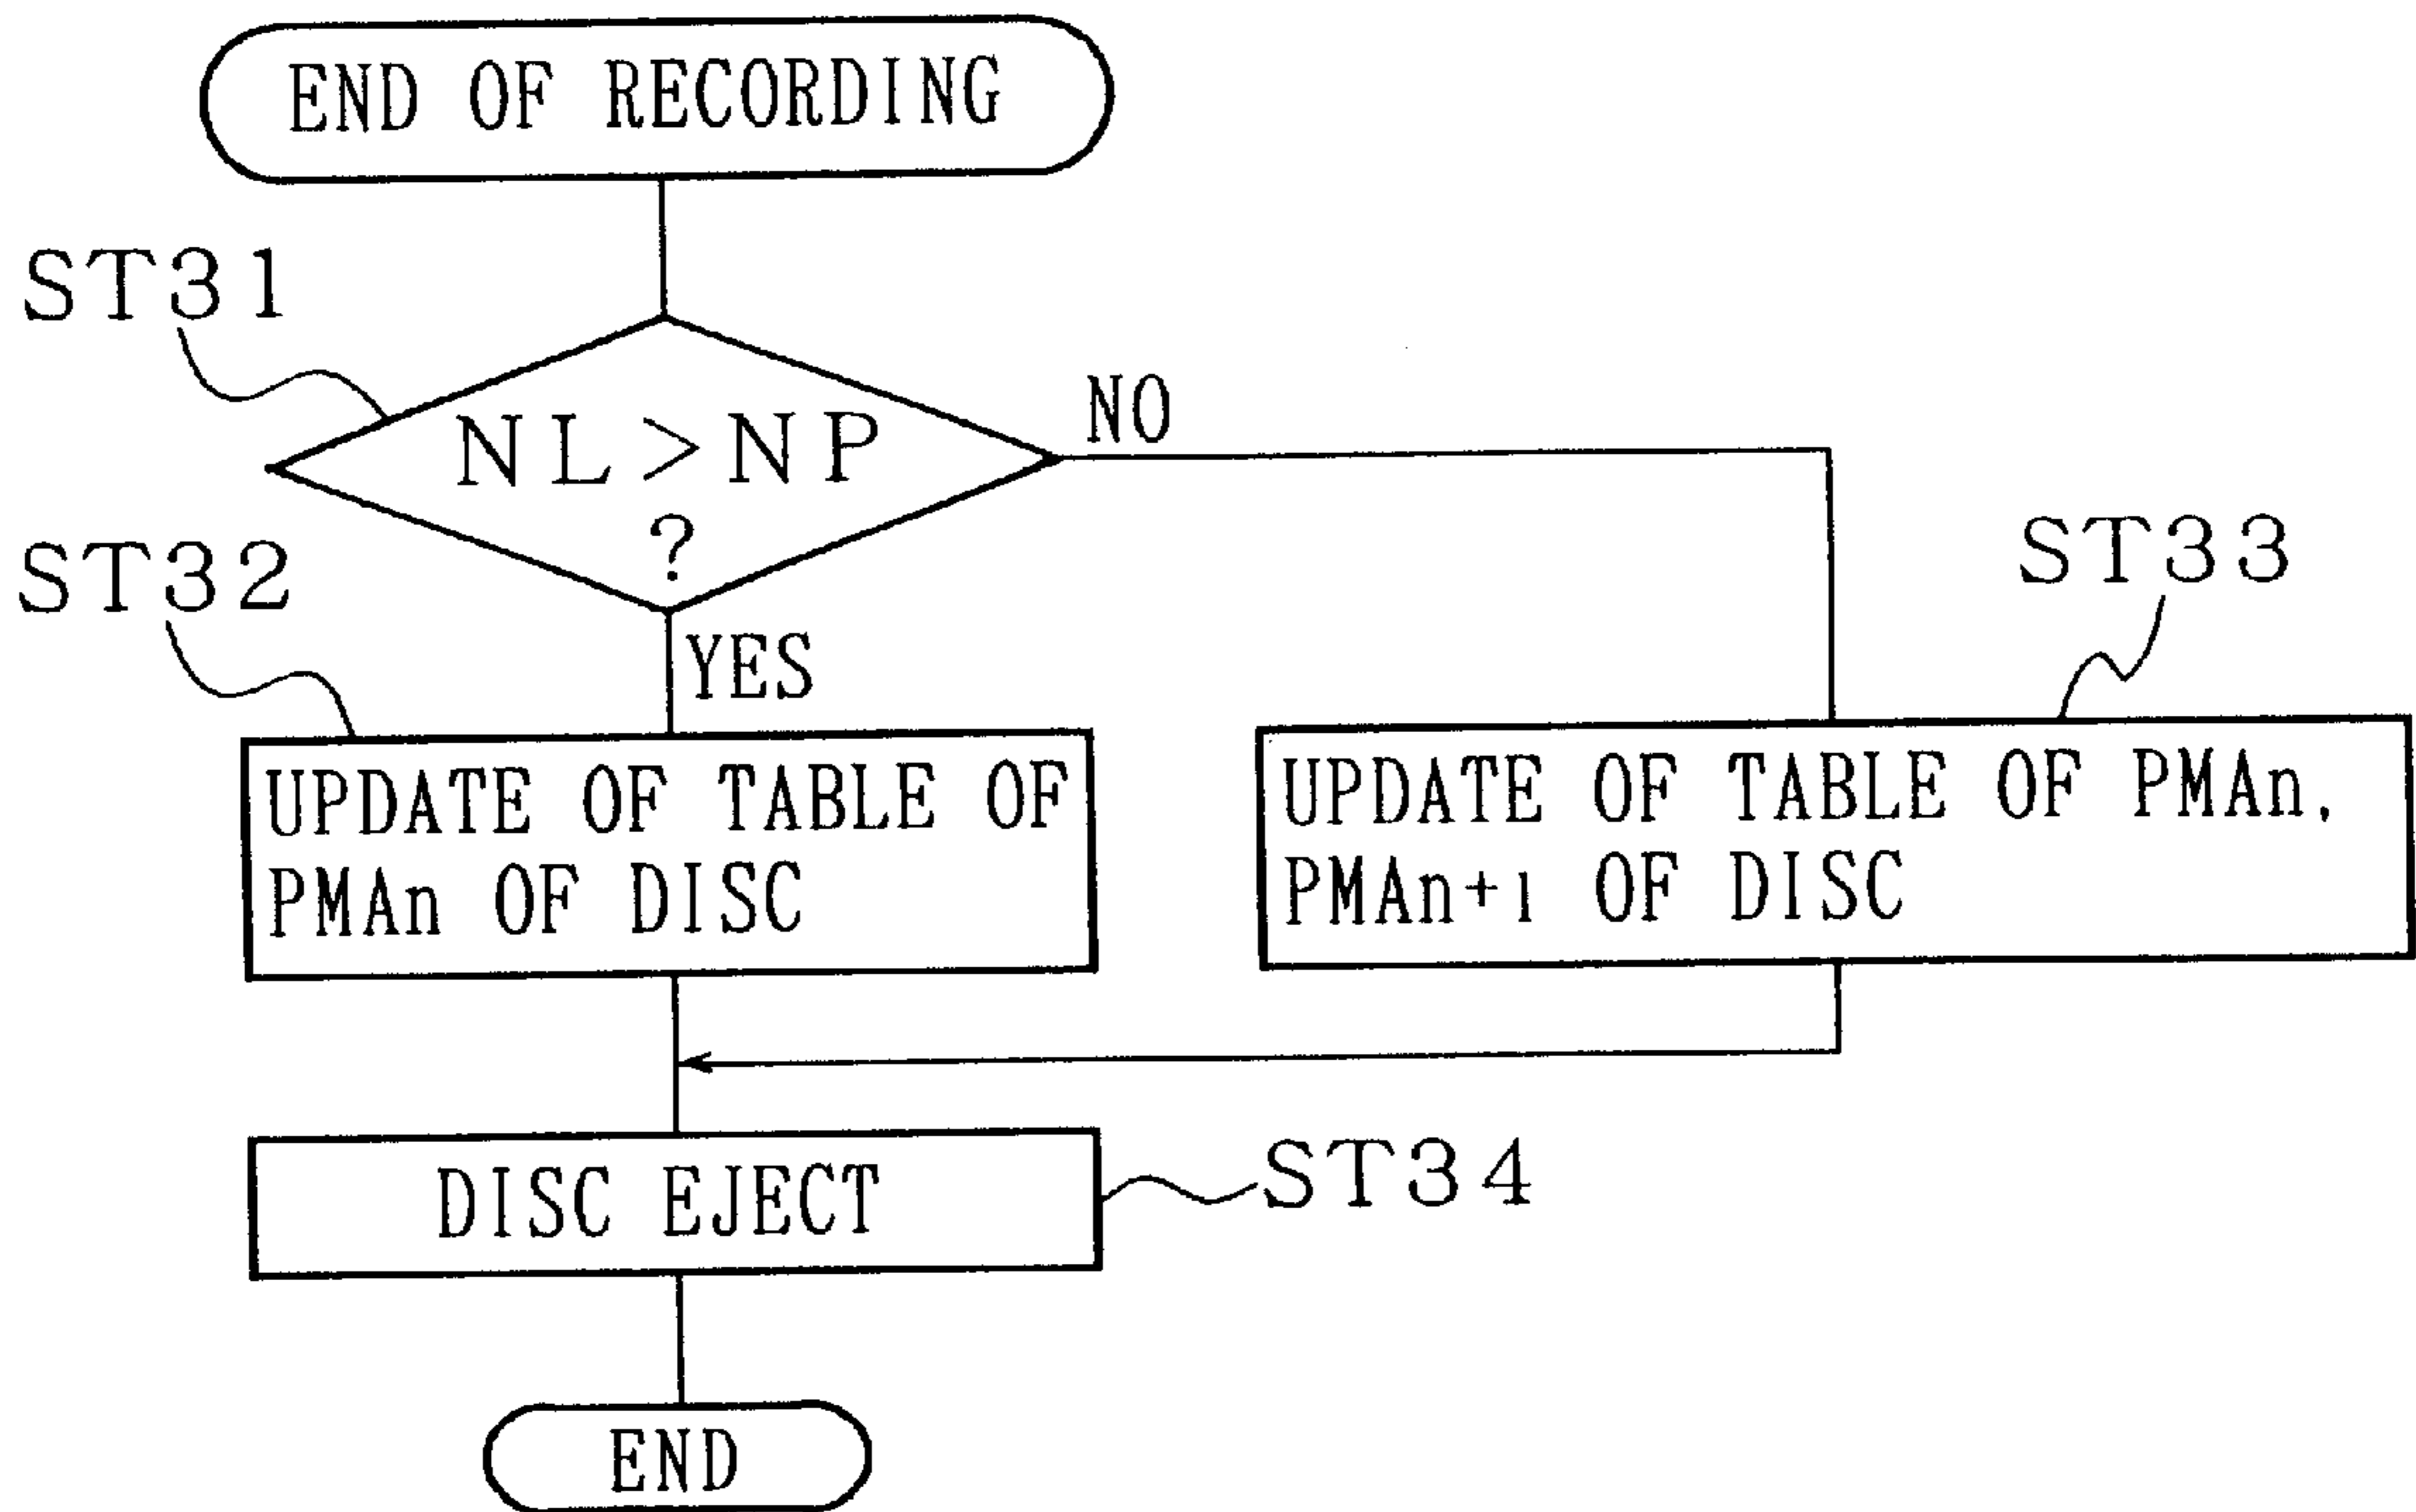 END OF RECORDING
ST31
NL>NP
?
NO
YES
ST32
UPDATE OF TABLE OF
PMAn OF DISC
ST33
UPDATE OF TABLE OF PMAn,
PMAn+1 OF DISC
DISC EJECT
ST34
END